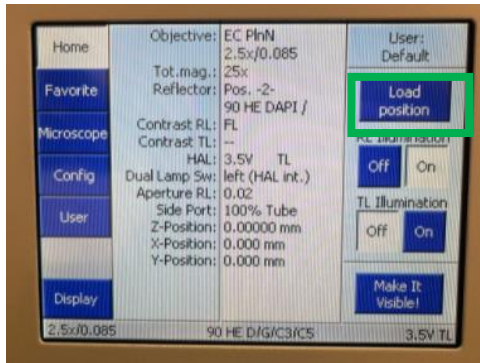 Home
Favorite
Microscope
Config
User
Display
Objective: EC PlnN
2.5x/0.085
Tot.mag.: 25x
Reflector: Pos. -2-
90 HE DAPI /
Contrast RL: FL
Contrast TL: --
HAL: 3.5V TL
Dual Lamp Sw: left (HAL int.)
Aperture RL: 0.02
Side Port: 100% Tube
Z-Position: 0.00000 mm
X-Position: 0.000 mm
Y-Position: 0.000 mm
User:
Default
Load
position
RL Illumination
Off On
TL Illumination
Off On
Make It
Visible!
2.5x/0.085 90 HE D/G/C3/C5 3.5V TL